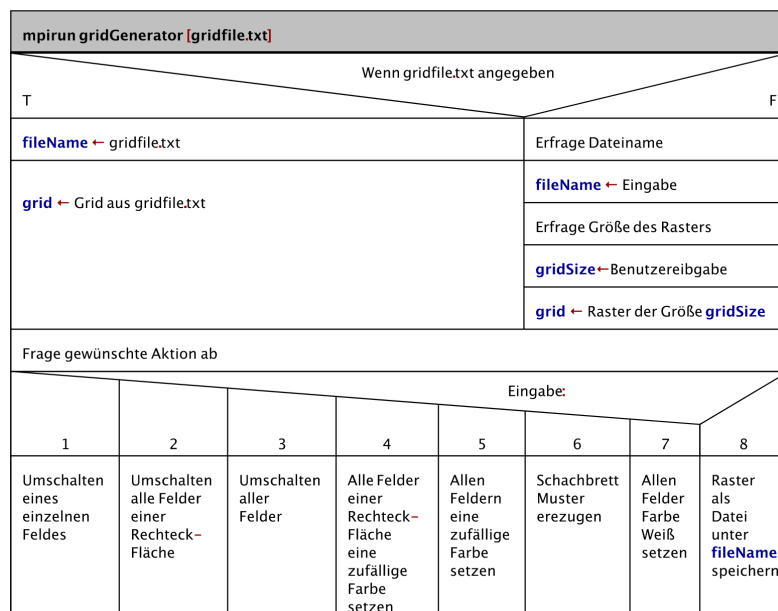 mpirun gridGenerator [gridfile.txt]
Wenn gridfile.txt angegeben
T
F
fileName ← gridfile.txt
grid ← Grid aus gridfile.txt
Erfrage Dateiname
fileName ← Eingabe
Erfrage Größe des Rasters
gridSize←Benutzereibgabe
grid ← Raster der Größe gridSize
Frage gewünschte Aktion ab
Eingabe:
1
2
3
4
5
6
7
8
Umschalten
eines
einzelnen
Feldes
Umschalten
alle Felder
einer
Rechteck-
Fläche
Umschalten
aller
Felder
Alle Felder
einer
Rechteck-
Fläche
eine
zufällige
Farbe
setzen
Allen
Feldern
eine
zufällige
Farbe
setzen
Schachbrett
Muster
erezugen
Allen
Felder
Farbe
Weiß
setzen
Raster
als
Datei
unter
fileName
speichern